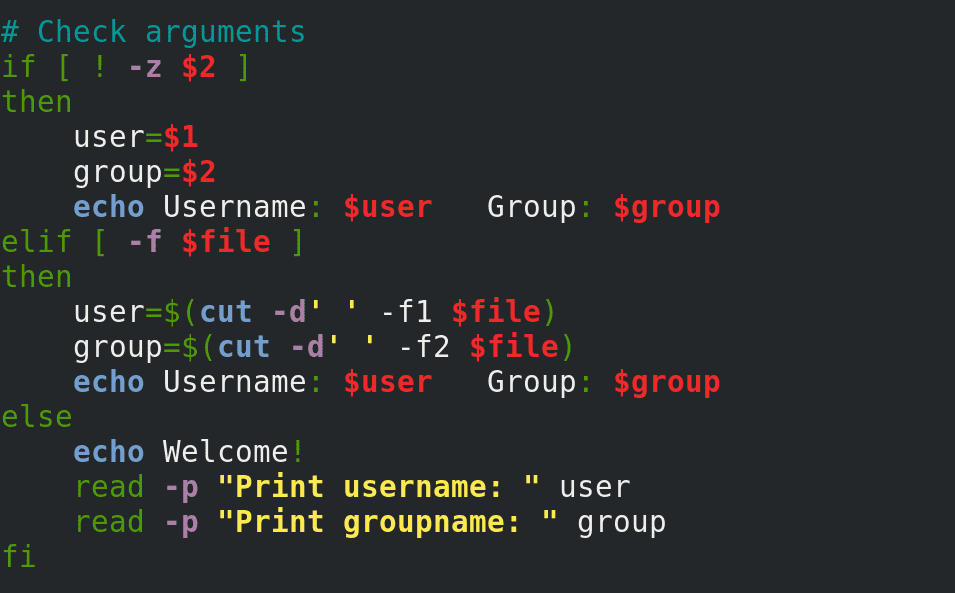 # Check arguments
if [ ! -z $2 ]
then
    user=$1
    group=$2
    echo Username: $user   Group: $group
elif [ -f $file ]
then
    user=$(cut -d' ' -f1 $file)
    group=$(cut -d' ' -f2 $file)
    echo Username: $user   Group: $group
else
    echo Welcome!
    read -p "Print username: " user
    read -p "Print groupname: " group
fi